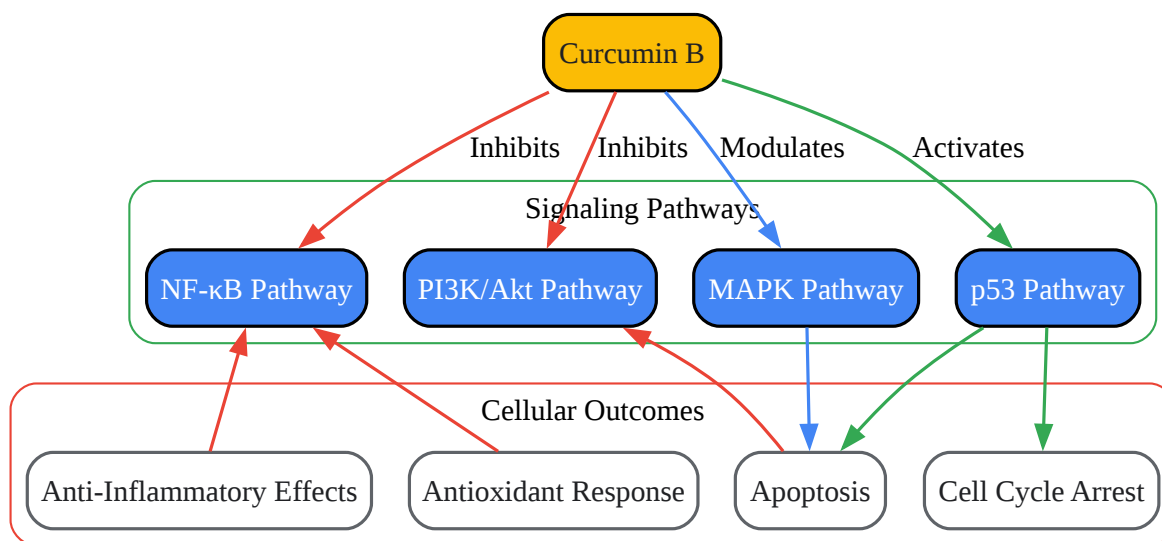 Curcumin B
Inhibits
Inhibits
Modulates
Activates
Signaling Pathways
NF-κB Pathway
PI3K/Akt Pathway
MAPK Pathway
p53 Pathway
Cellular Outcomes
Anti-Inflammatory Effects
Antioxidant Response
Apoptosis
Cell Cycle Arrest